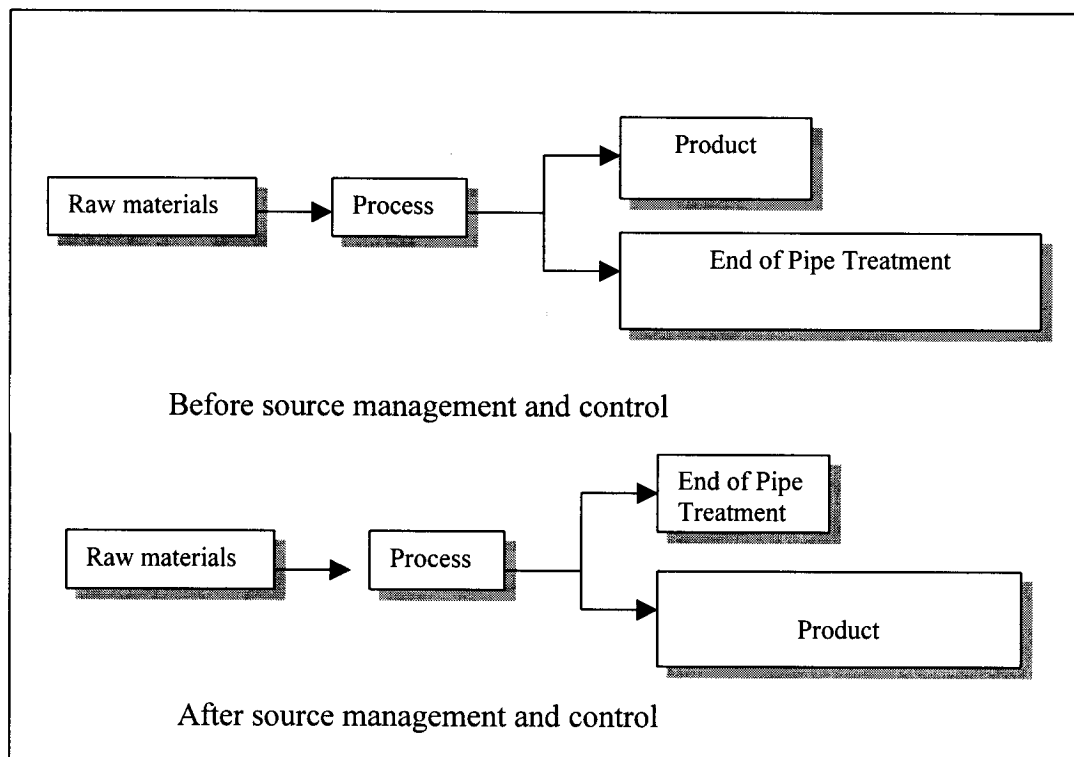 Product
Raw materials
Process
End of Pipe Treatment
Before source management and control
End of Pipe
Treatment
Raw materials
Process
Product
After source management and control